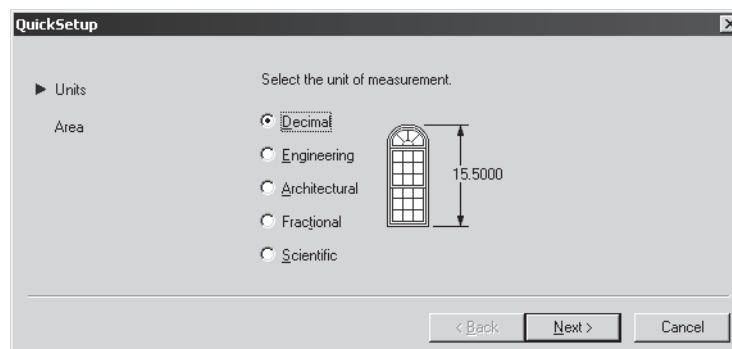 QuickSetup
Units
Area
Select the unit of measurement.
Decimal
Engineering
Architectural
Fractional
Scientific
15.5000
< Back
Next >
Cancel